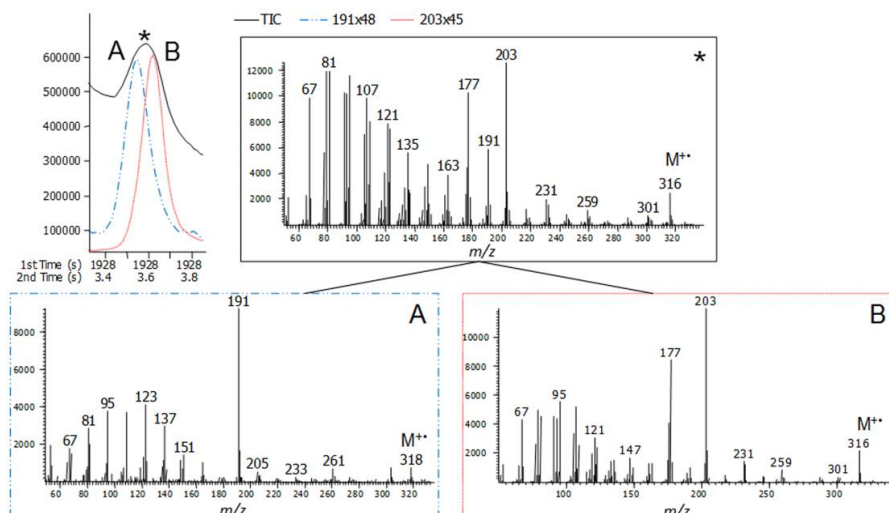 TIC 191x48 203x45
* A B
600000
500000
400000
300000
200000
100000
0
1st Time (s) 1928 1928 1928
2nd Time (s) 3.4 3.6 3.8
*
12000
10000
8000
6000
4000
2000
67 81 107 121 135 163 177 191 203 231 259 301 316 M+•
60 80 100 120 140 160 180 200 220 240 260 280 300 320
m/z
A
8000
6000
4000
2000
67 81 95 123 137 151 191 205 233 261 318 M+•
60 80 100 120 140 160 180 200 220 240 260 280 300 320
m/z
B
10000
8000
6000
4000
2000
67 95 121 147 177 203 231 259 301 316 M+•
100 150 200 250 300
m/z